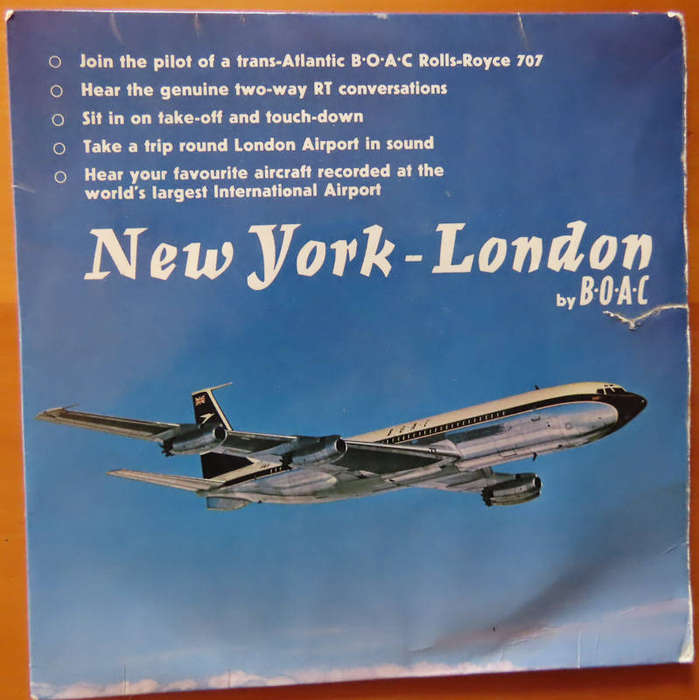 Join the pilot of a trans-Atlantic B·O·A·C Rolls-Royce 707
Hear the genuine two-way RT conversations
Sit in on take-off and touch-down
Take a trip round London Airport in sound
Hear your favourite aircraft recorded at the
world's largest International Airport
New York - London
by B·O·A·C
BOAC